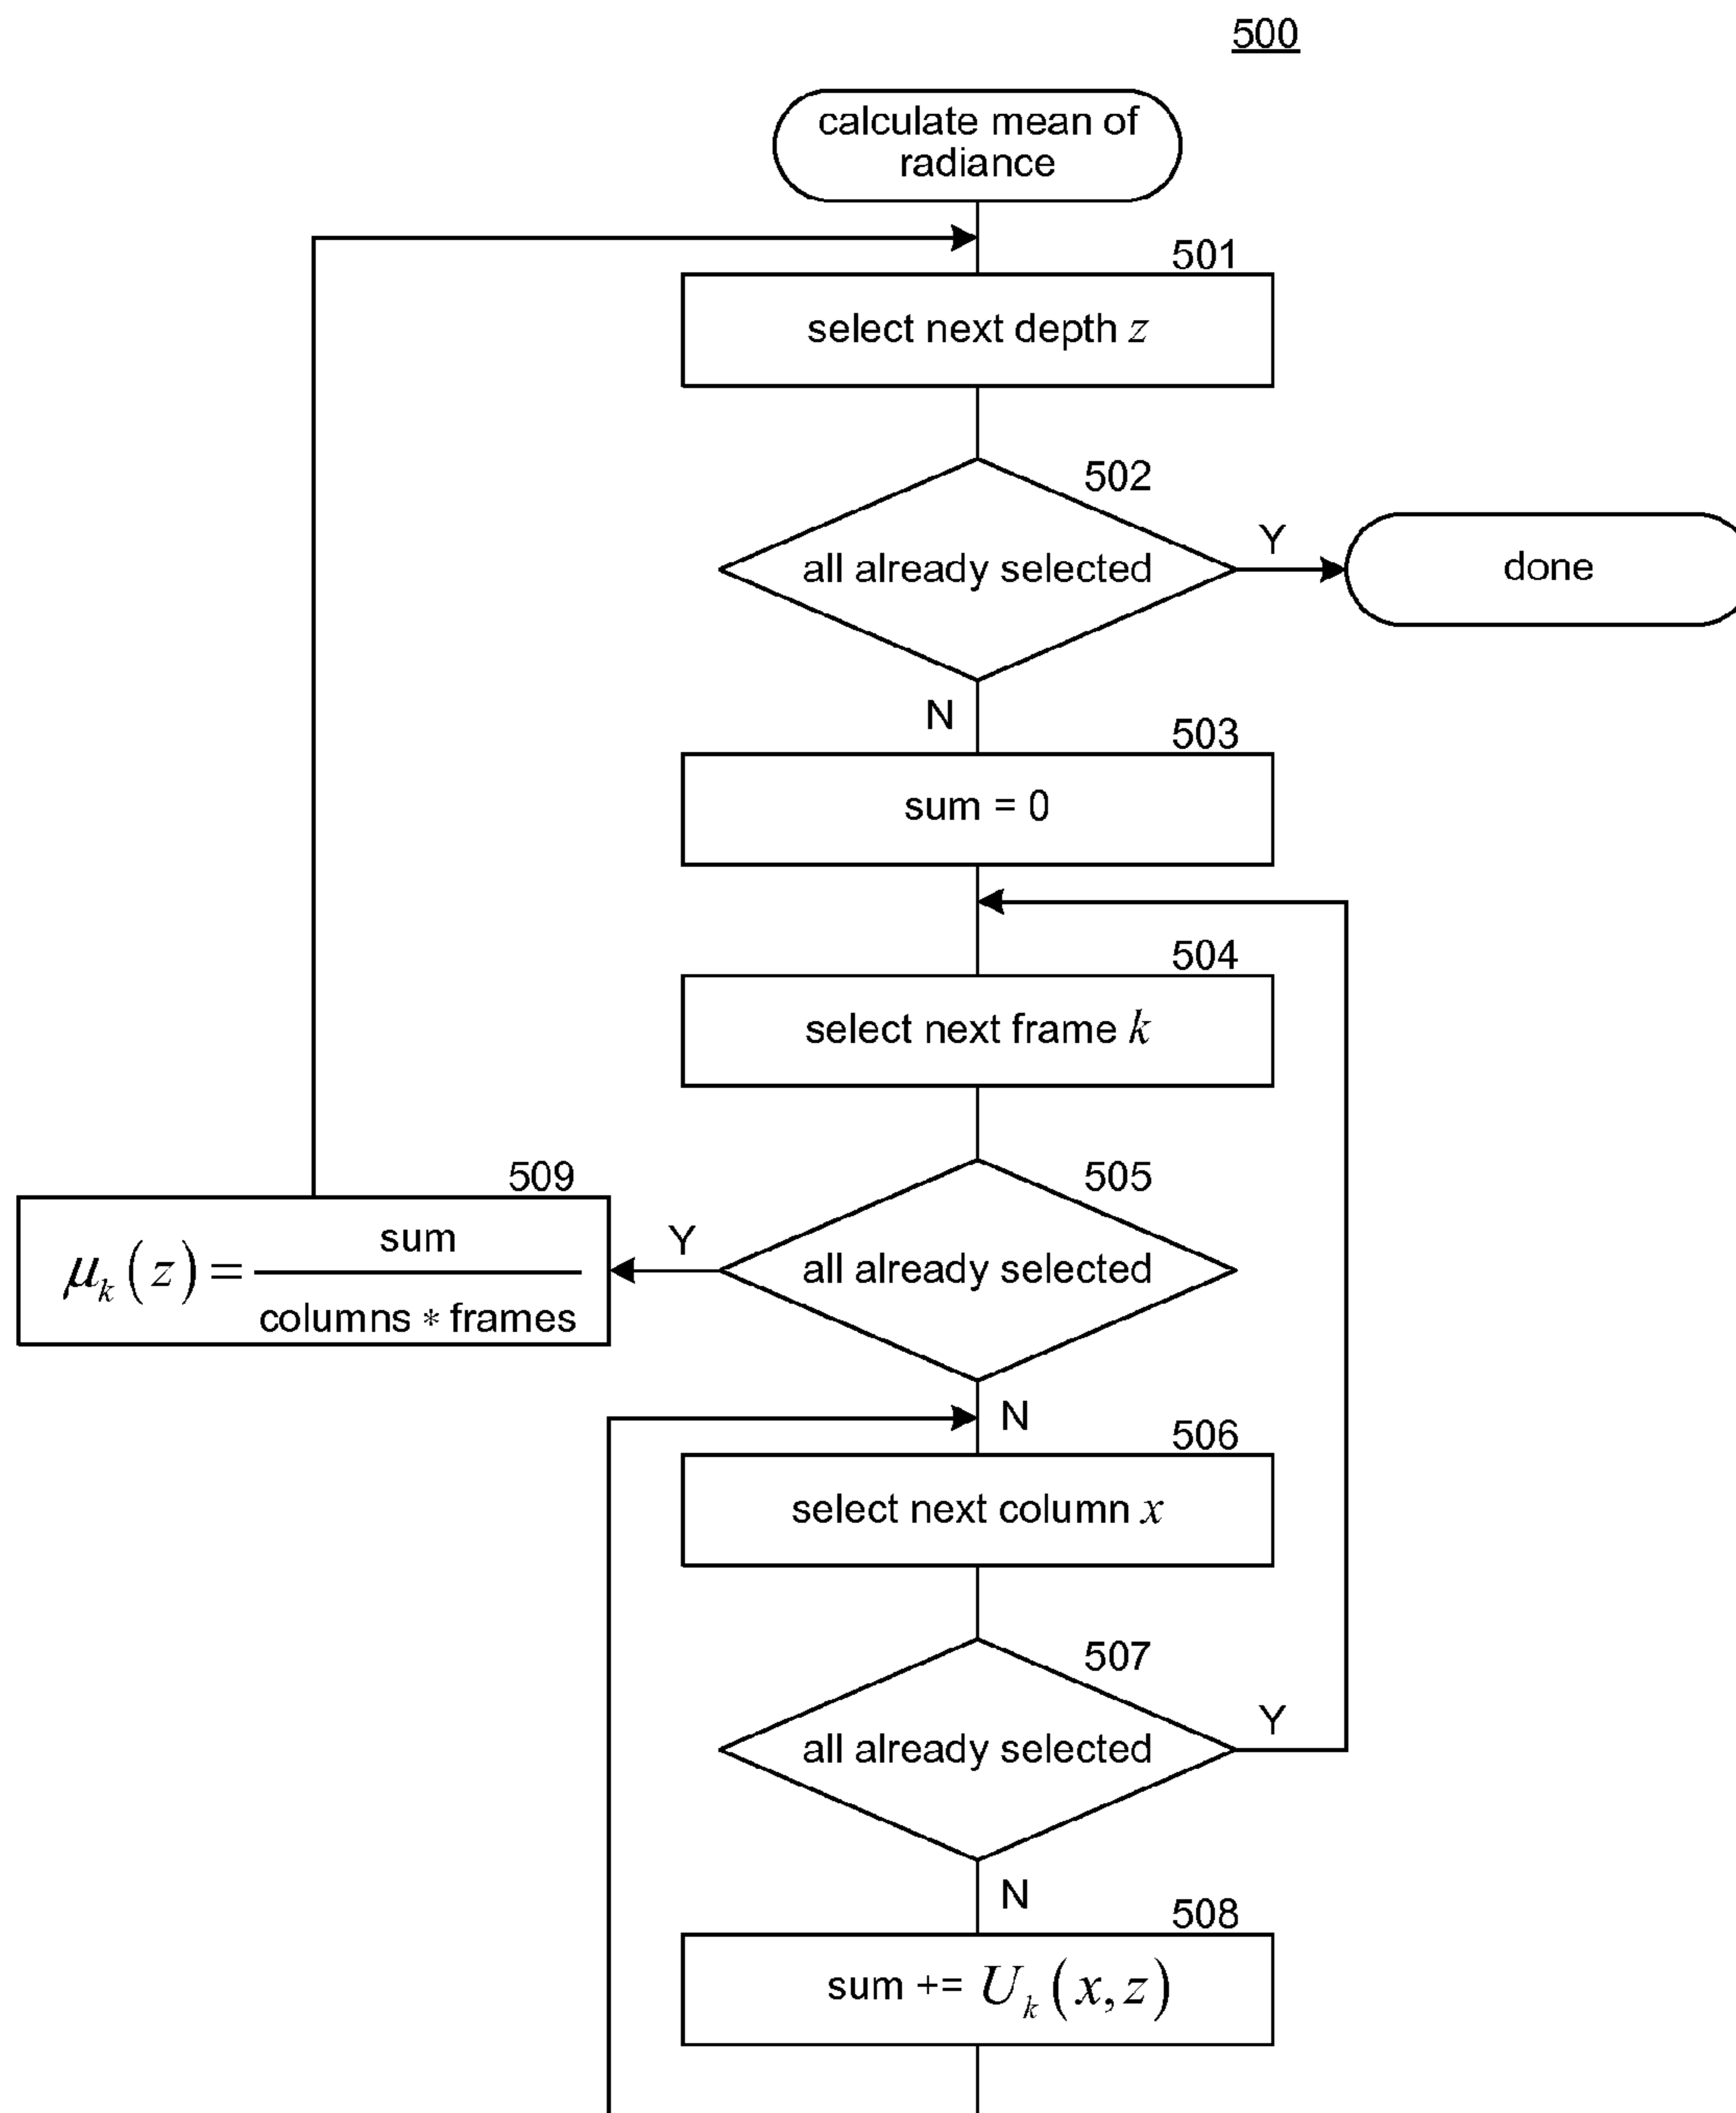 500
calculate mean of
radiance
501
select next depth z
502
all already selected
Y
done
N
503
sum = 0
504
select next frame k
505
all already selected
Y
509
μ_k(z) = sum / columns * frames
N
506
select next column x
507
all already selected
Y
N
508
sum += U_k(x,z)